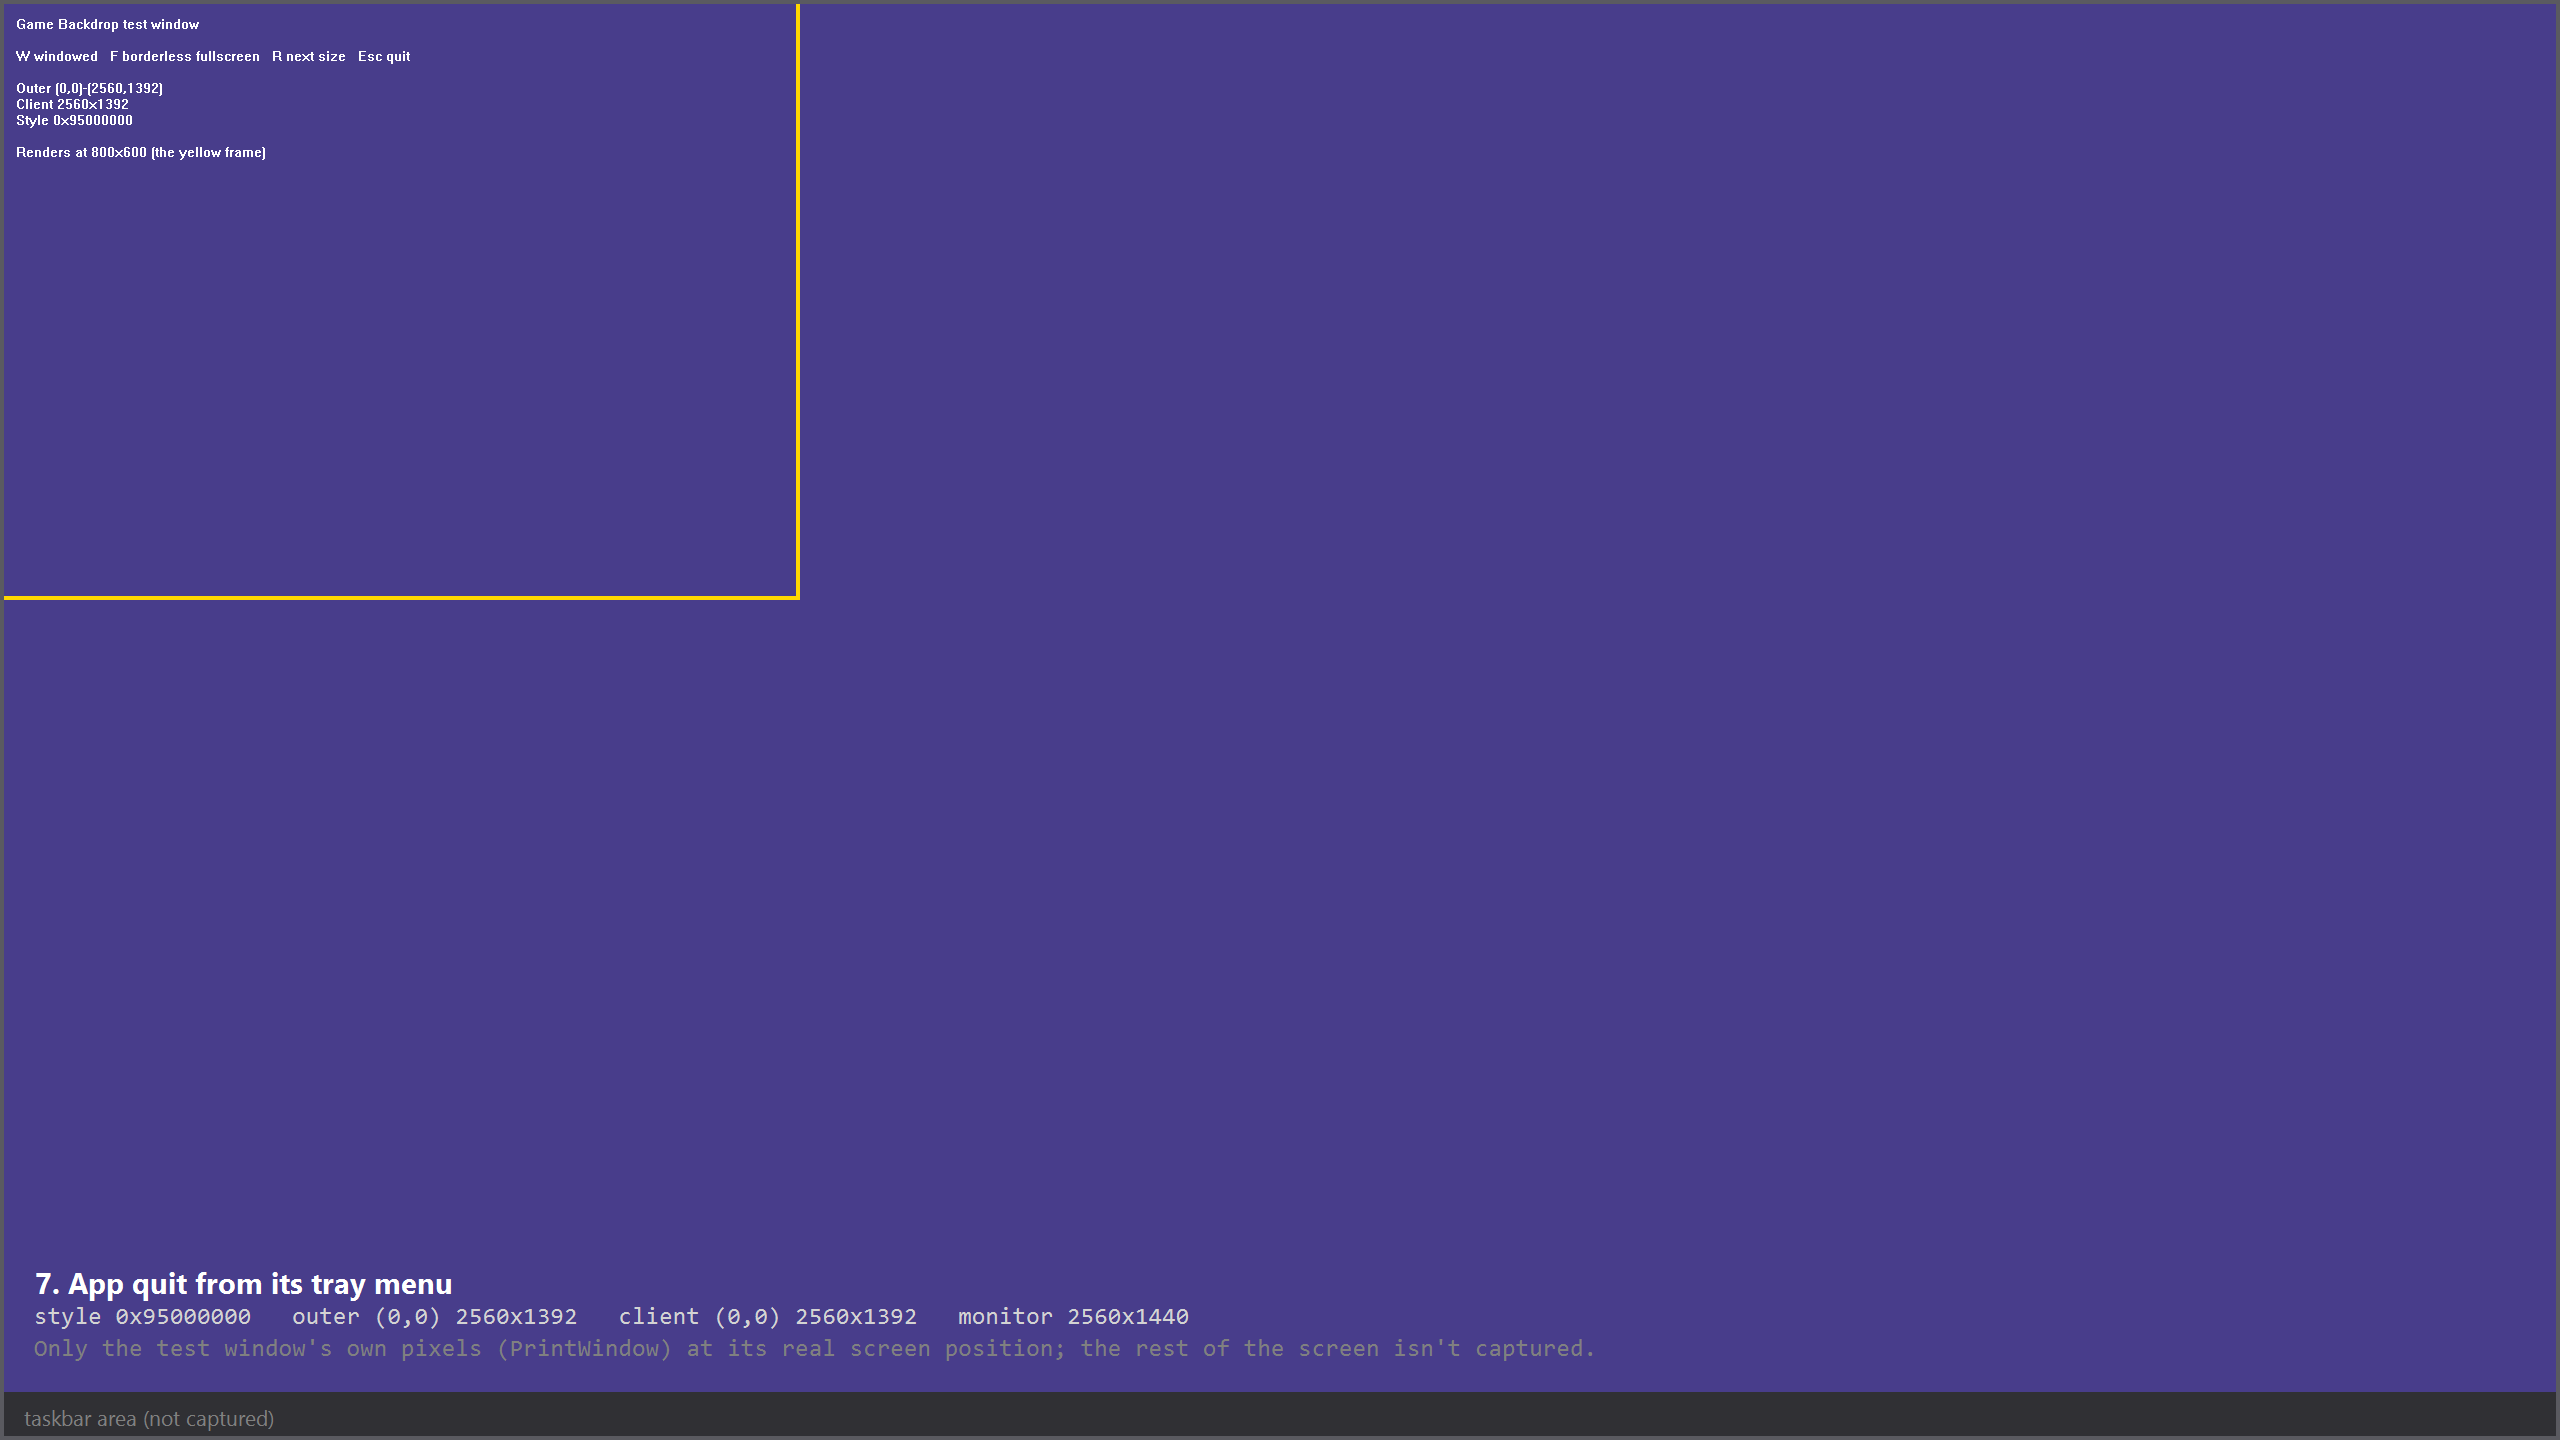 Game Backdrop test window
W windowed   F borderless fullscreen   R next size   Esc quit
Outer (0,0)-(2560,1392)
Client 2560x1392
Style 0x95000000
Renders at 800x600 (the yellow frame)
7. App quit from its tray menu
style 0x95000000   outer (0,0) 2560x1392   client (0,0) 2560x1392   monitor 2560x1440
Only the test window's own pixels (PrintWindow) at its real screen position; the rest of the screen isn't captured.
taskbar area (not captured)